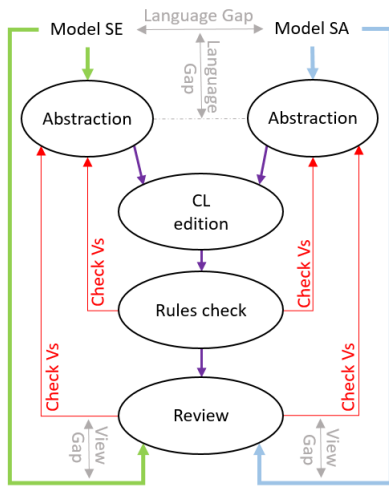 Language Gap
Model SE
Model SA
Language
Gap
Abstraction
Abstraction
CL
edition
Check Vs
Check Vs
Rules check
Check Vs
Check Vs
Review
View
Gap
View
Gap